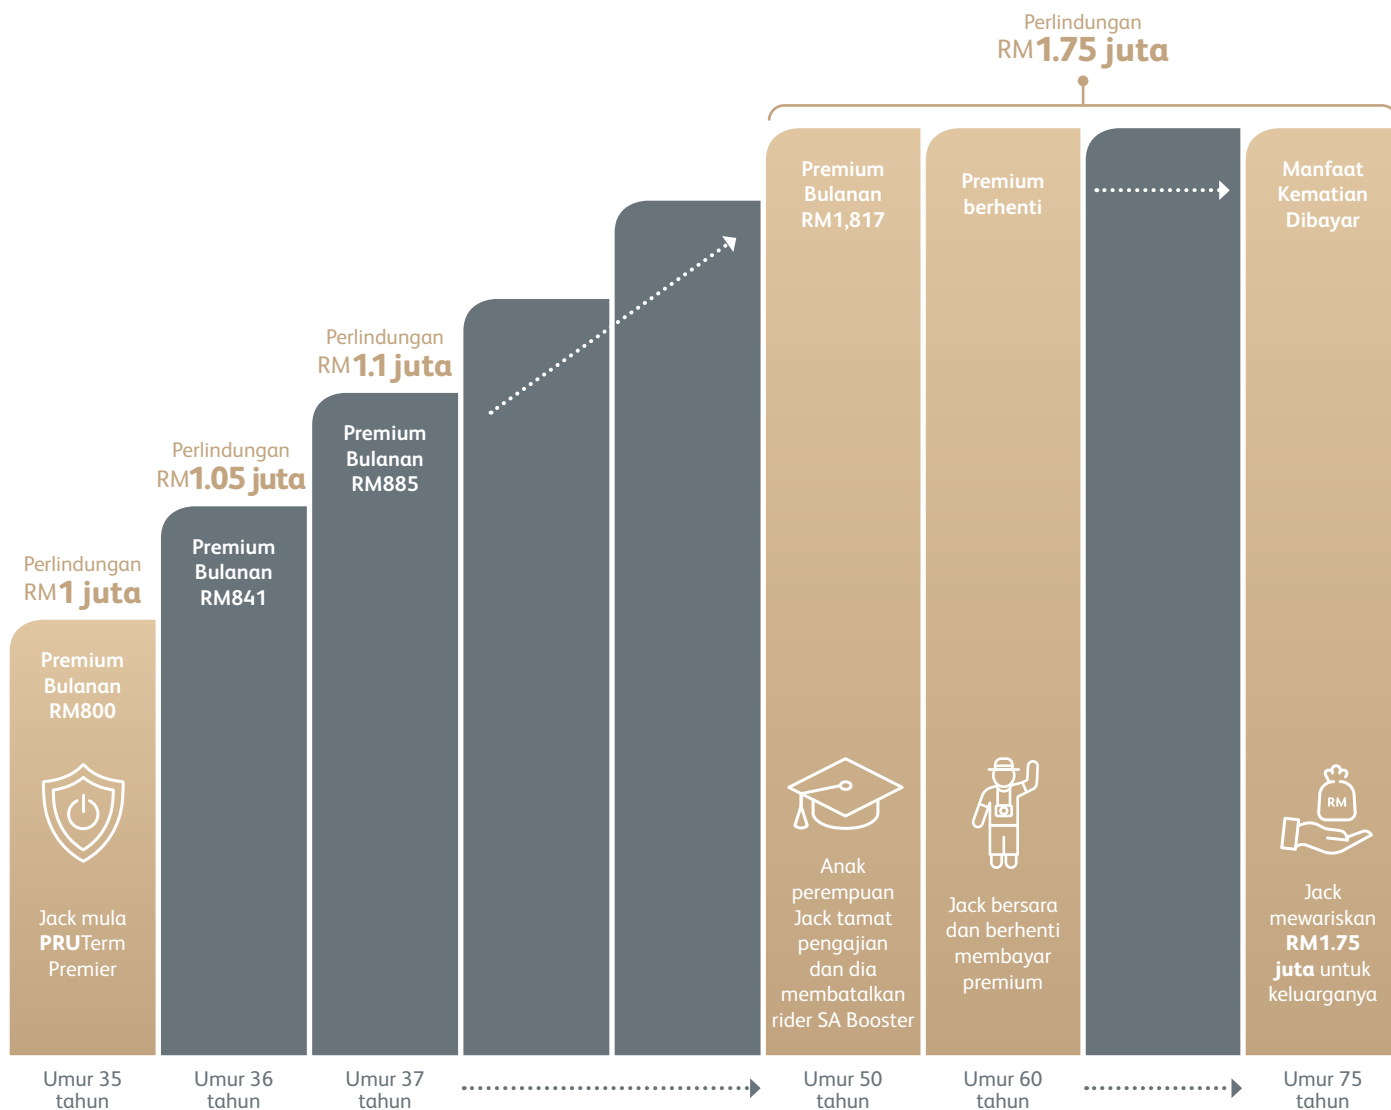 Perlindungan
RM1.75 juta
Premium
Bulanan
RM1,817
Premium
berhenti
Manfaat
Kematian
Dibayar
Perlindungan
RM1.1 juta
Premium
Bulanan
RM885
Perlindungan
RM1.05 juta
Premium
Bulanan
RM841
Perlindungan
RM1 juta
Premium
Bulanan
RM800
Jack mula
PRUTerm
Premier
Anak
perempuan
Jack tamat
pengajian
dan dia
membatalkan
rider SA Booster
Jack bersara
dan berhenti
membayar
premium
RM
Jack
mewariskan
RM1.75
juta untuk
keluarganya
Umur 35
tahun
Umur 36
tahun
Umur 37
tahun
Umur 50
tahun
Umur 60
tahun
Umur 75
tahun